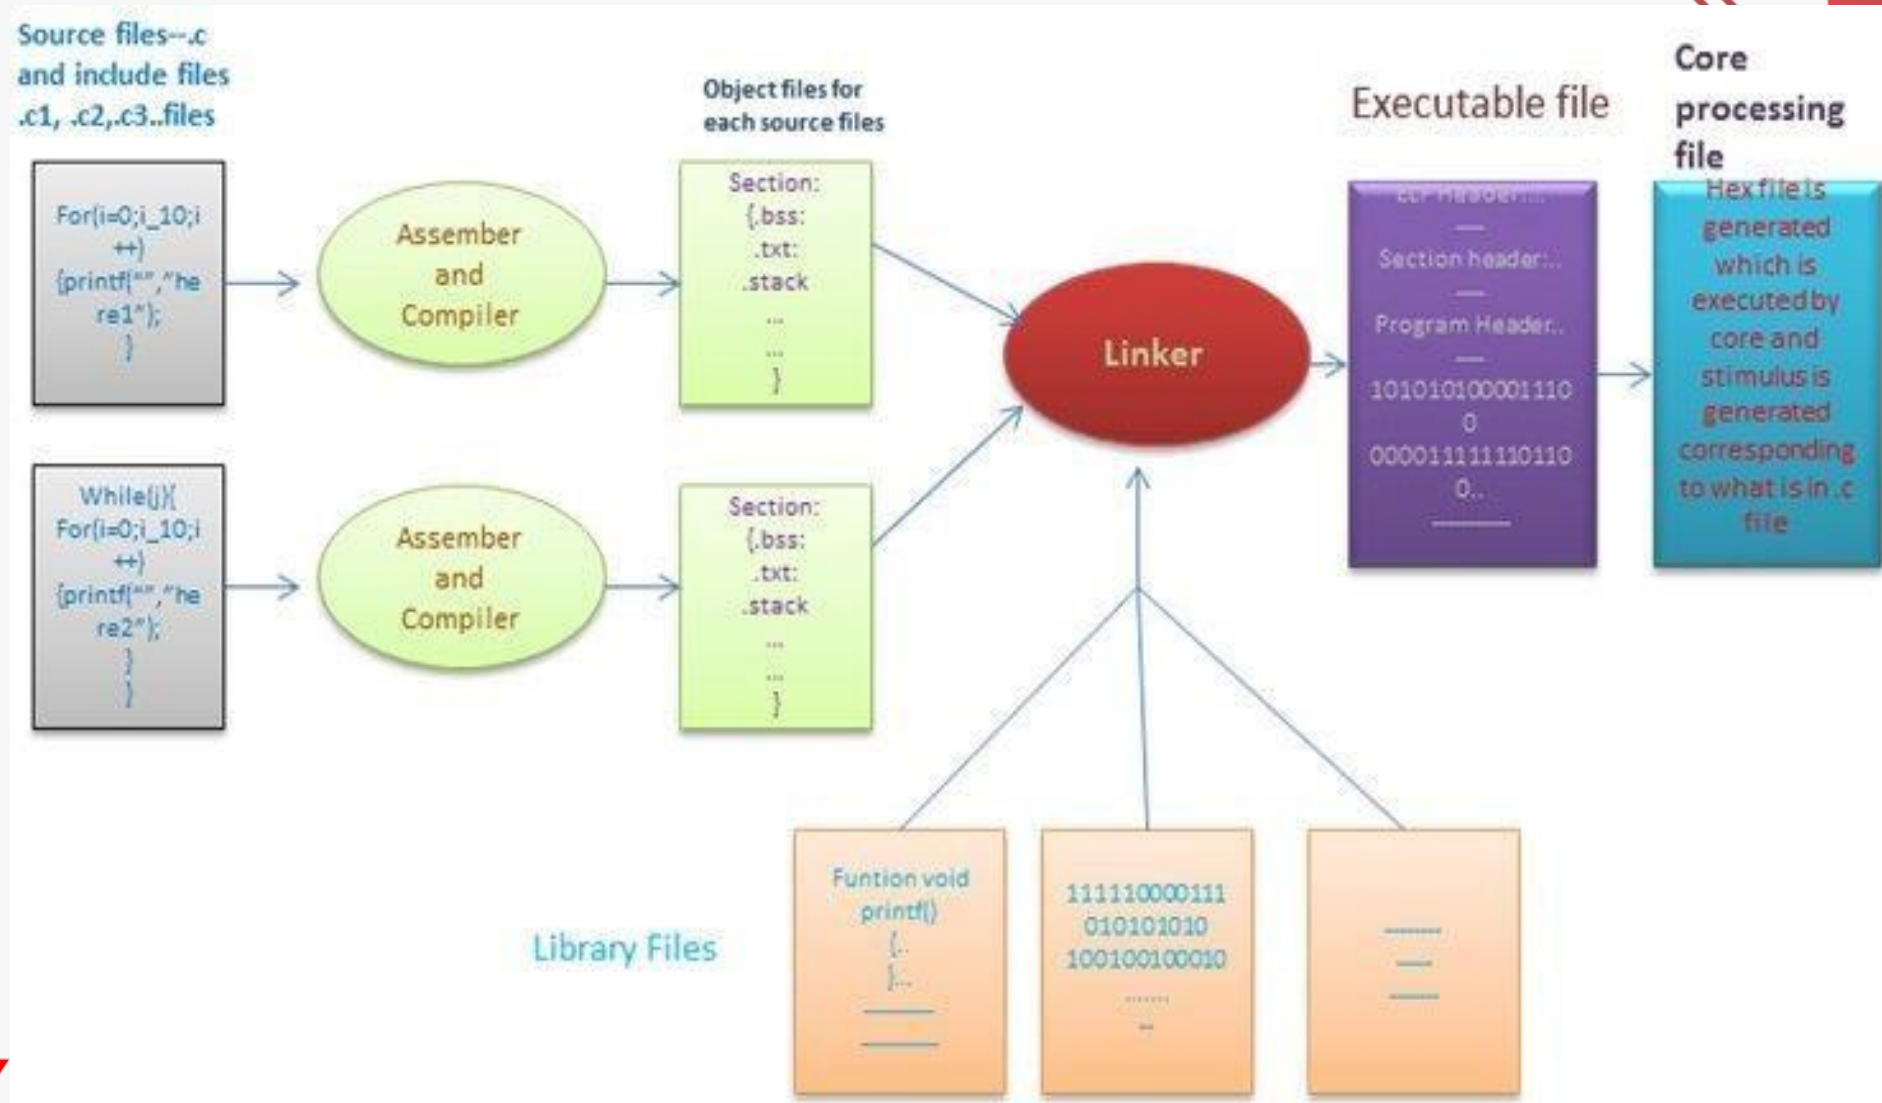 Source files--.c
and include files
.c1, .c2,.c3..files
For(i=0;i_10;i
++)
{printf("","he
re1");
}
Assember
and
Compiler
Object files for
each source files
Section:
{.bss:
.txt:
.stack
...
...
}
While(j){
For(i=0;i_10;i
++)
{printf("","he
re2");
}
}
Assember
and
Compiler
Section:
{.bss:
.txt:
.stack
...
...
}
Linker
Executable file
Header:...
Section header:..
Program Header..
101010100001110
0
000011111110110
0..
Core
processing
file
Hex file is
generated
which is
executed by
core and
stimulus is
generated
corresponding
to what is in .c
file
Library Files
Funtion void
printf()
{..
}...
111110000111
010101010
100100100010
.......
--